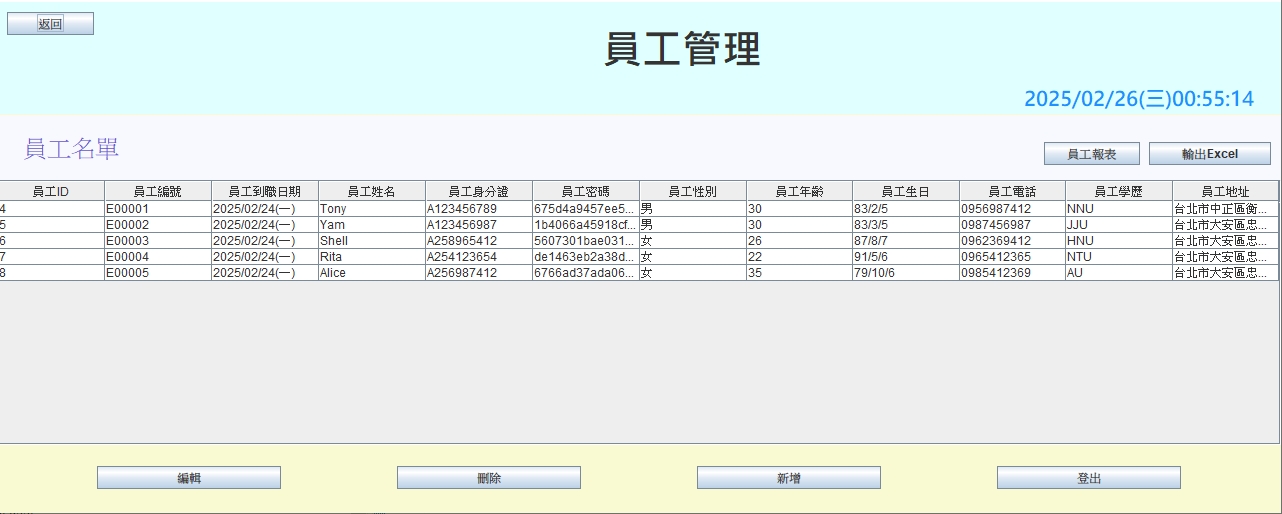 返回
員工管理
2025/02/26(三)00:55:14
員工名單
員工報表 輸出Excel
員工ID 員工編號 員工到職日期 員工姓名 員工身分證 員工密碼 員工性別 員工年齡 員工生日 員工電話 員工學歷 員工地址
4 E00001 2025/02/24(一) Tony A123456789 675d4a9457ee5... 男 30 83/2/5 0956987412 NNU 台北市中正區衡...
5 E00002 2025/02/24(一) Yam A123456987 1b4066a45918cf... 男 30 83/3/5 0987456987 JJU 台北市大安區忠...
6 E00003 2025/02/24(一) Shell A258965412 5607301bae031... 女 26 87/8/7 0962369412 HNU 台北市大安區忠...
7 E00004 2025/02/24(一) Rita A254123654 de1463eb2a38d... 女 22 91/5/6 0965412365 NTU 台北市大安區忠...
8 E00005 2025/02/24(一) Alice A256987412 6766ad37ada06... 女 35 79/10/6 0985412369 AU 台北市大安區忠...
編輯 刪除 新增 登出